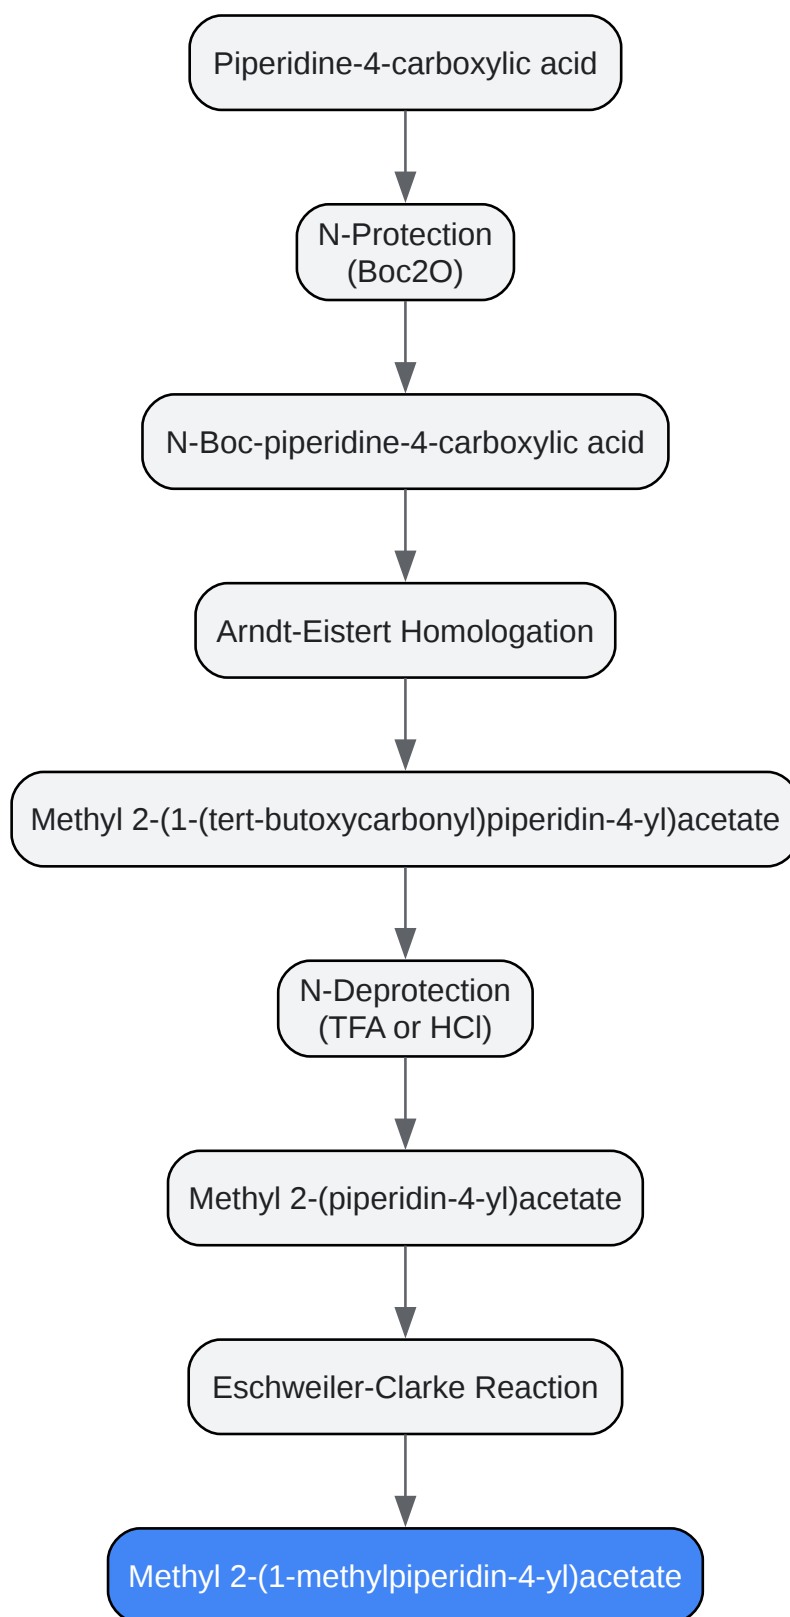 Piperidine-4-carboxylic acid
N-Protection
(Boc2O)
N-Boc-piperidine-4-carboxylic acid
Arndt-Eistert Homologation
Methyl 2-(1-(tert-butoxycarbonyl)piperidin-4-yl)acetate
N-Deprotection
(TFA or HCl)
Methyl 2-(piperidin-4-yl)acetate
Eschweiler-Clarke Reaction
Methyl 2-(1-methylpiperidin-4-yl)acetate